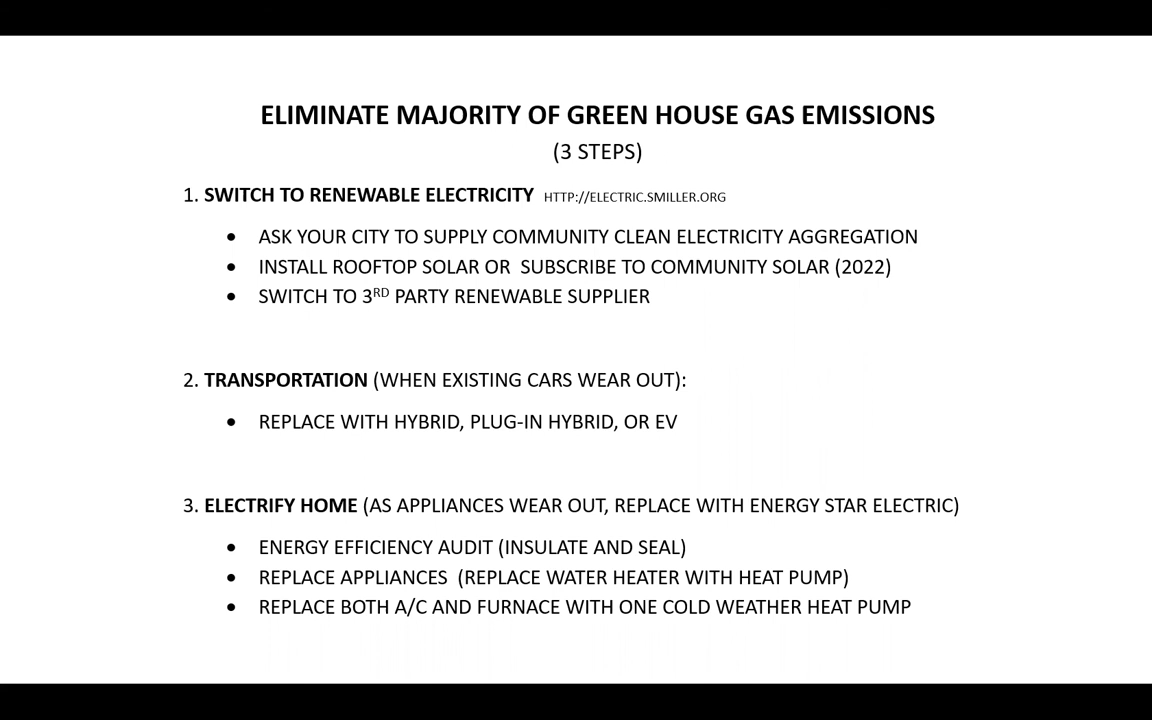 ELIMINATE MAJORITY OF GREEN HOUSE GAS EMISSIONS
(3 STEPS)
1. SWITCH TO RENEWABLE ELECTRICITY HTTP://ELECTRIC.SMILLER.ORG
• ASK YOUR CITY TO SUPPLY COMMUNITY CLEAN ELECTRICITY AGGREGATION
• INSTALL ROOFTOP SOLAR OR SUBSCRIBE TO COMMUNITY SOLAR (2022)
• SWITCH TO 3RD PARTY RENEWABLE SUPPLIER
2. TRANSPORTATION (WHEN EXISTING CARS WEAR OUT):
• REPLACE WITH HYBRID, PLUG-IN HYBRID, OR EV
3. ELECTRIFY HOME (AS APPLIANCES WEAR OUT, REPLACE WITH ENERGY STAR ELECTRIC)
• ENERGY EFFICIENCY AUDIT (INSULATE AND SEAL)
• REPLACE APPLIANCES (REPLACE WATER HEATER WITH HEAT PUMP)
• REPLACE BOTH A/C AND FURNACE WITH ONE COLD WEATHER HEAT PUMP